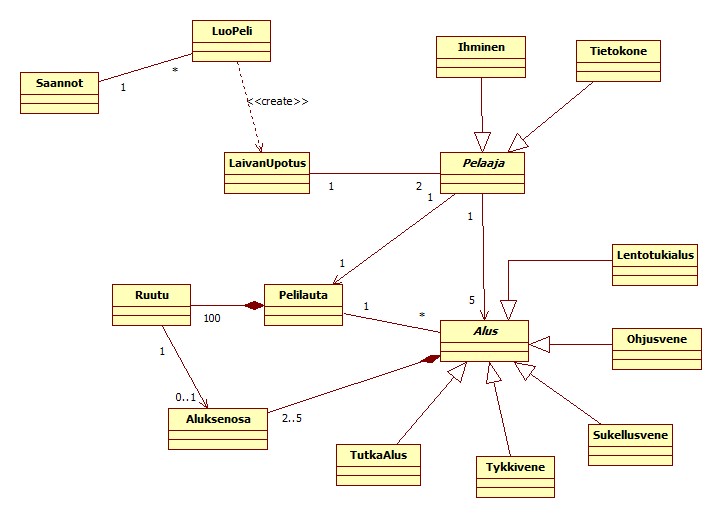 LuoPeli
Ihminen
Tietokone
Saannot
1
*
<<create>>
LaivanUpotus
1
2
Pelaaja
1
1
1
5
Lentotukialus
Ruutu
100
Pelilauta
1
*
Alus
Ohjusvene
1
0..1
Aluksenosa
2..5
TutkaAlus
Tykkivene
Sukellusvene